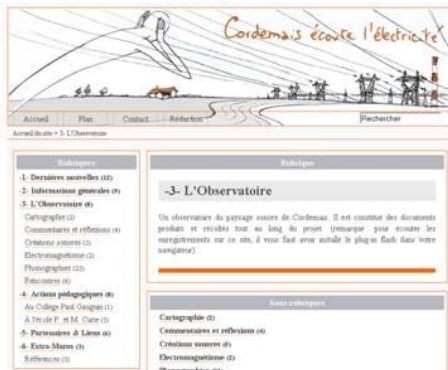 Cordemais écoute l'électricité
Accueil
Plan
Contact
Rédaction
Rechercher
Accueil du site > 3- L'Observatoire
Rubriques
-1- Dernières nouvelles (12)
-2- Informations générales (9)
-3- L'Observatoire (8)
Cartographie (2)
Commentaires et réflexions (4)
Créations sonores (3)
Electromagnétisme (2)
Phonographies (22)
Rencontres (6)
-4- Actions pédagogiques (8)
Au Collège Paul Gauguin (1)
A l'école P. et M. Curie (3)
-5- Partenaires & Liens (6)
-6- Extra-Muros (3)
Références (3)
Rubrique
-3- L'Observatoire
Un observatoire du paysage sonore de Cordemais. Il est constitué des documents
produits et récoltés tout au long du projet. (remarque : pour écouter les
enregistrements sur ce site, il vous faut avoir installé le plug-in flash dans votre
navigateur)
Sous-rubriques
Cartographie (2)
Commentaires et réflexions (4)
Créations sonores (8)
Electromagnétisme (2)